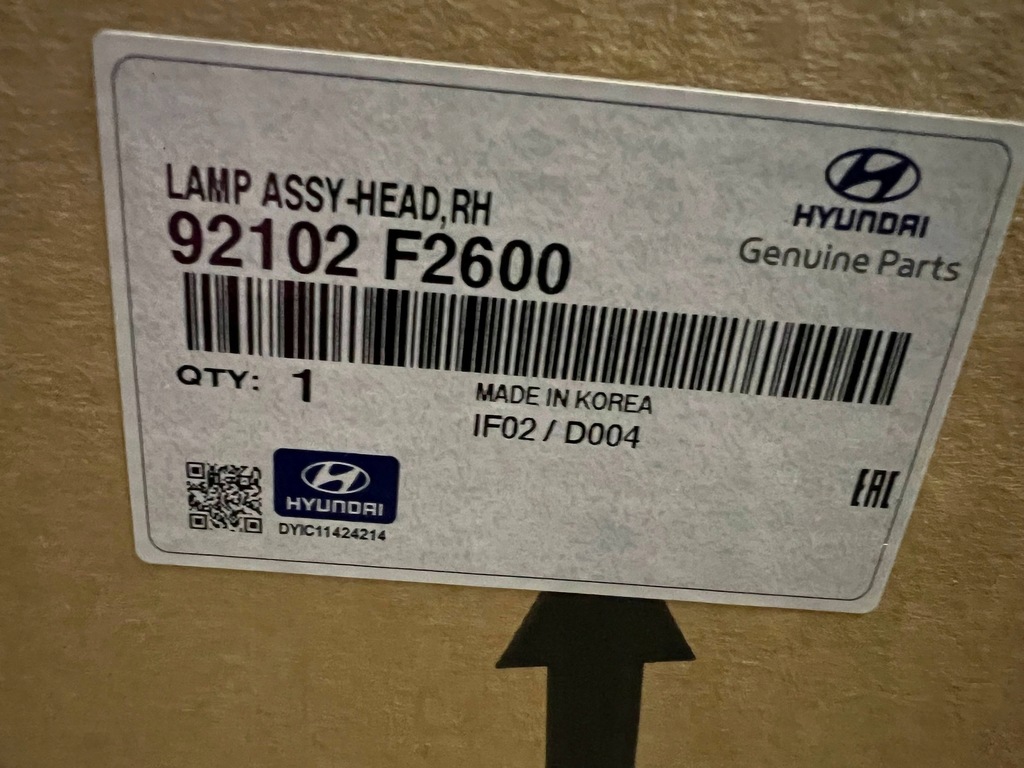 LAMP ASSY-HEAD,RH
92102 F2600
HYUNDAI
Genuine Parts
QTY: 1
MADE IN KOREA
IF02 / D004
HYUNDAI
DYIC11424214
EAC